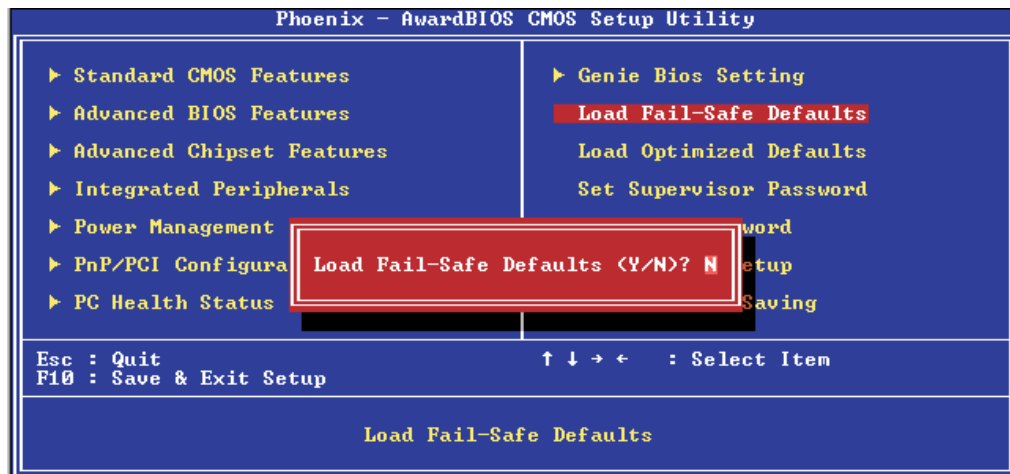 Phoenix - AwardBIOS CMOS Setup Utility
▶ Standard CMOS Features
▶ Advanced BIOS Features
▶ Advanced Chipset Features
▶ Integrated Peripherals
▶ Power Management
▶ PnP/PCI Configura
▶ PC Health Status
▶ Genie Bios Setting
Load Fail-Safe Defaults
Load Optimized Defaults
Set Supervisor Password
word
etup
Saving
Load Fail-Safe Defaults (Y/N)? N
Esc : Quit
F10 : Save & Exit Setup
↑ ↓ → ← : Select Item
Load Fail-Safe Defaults